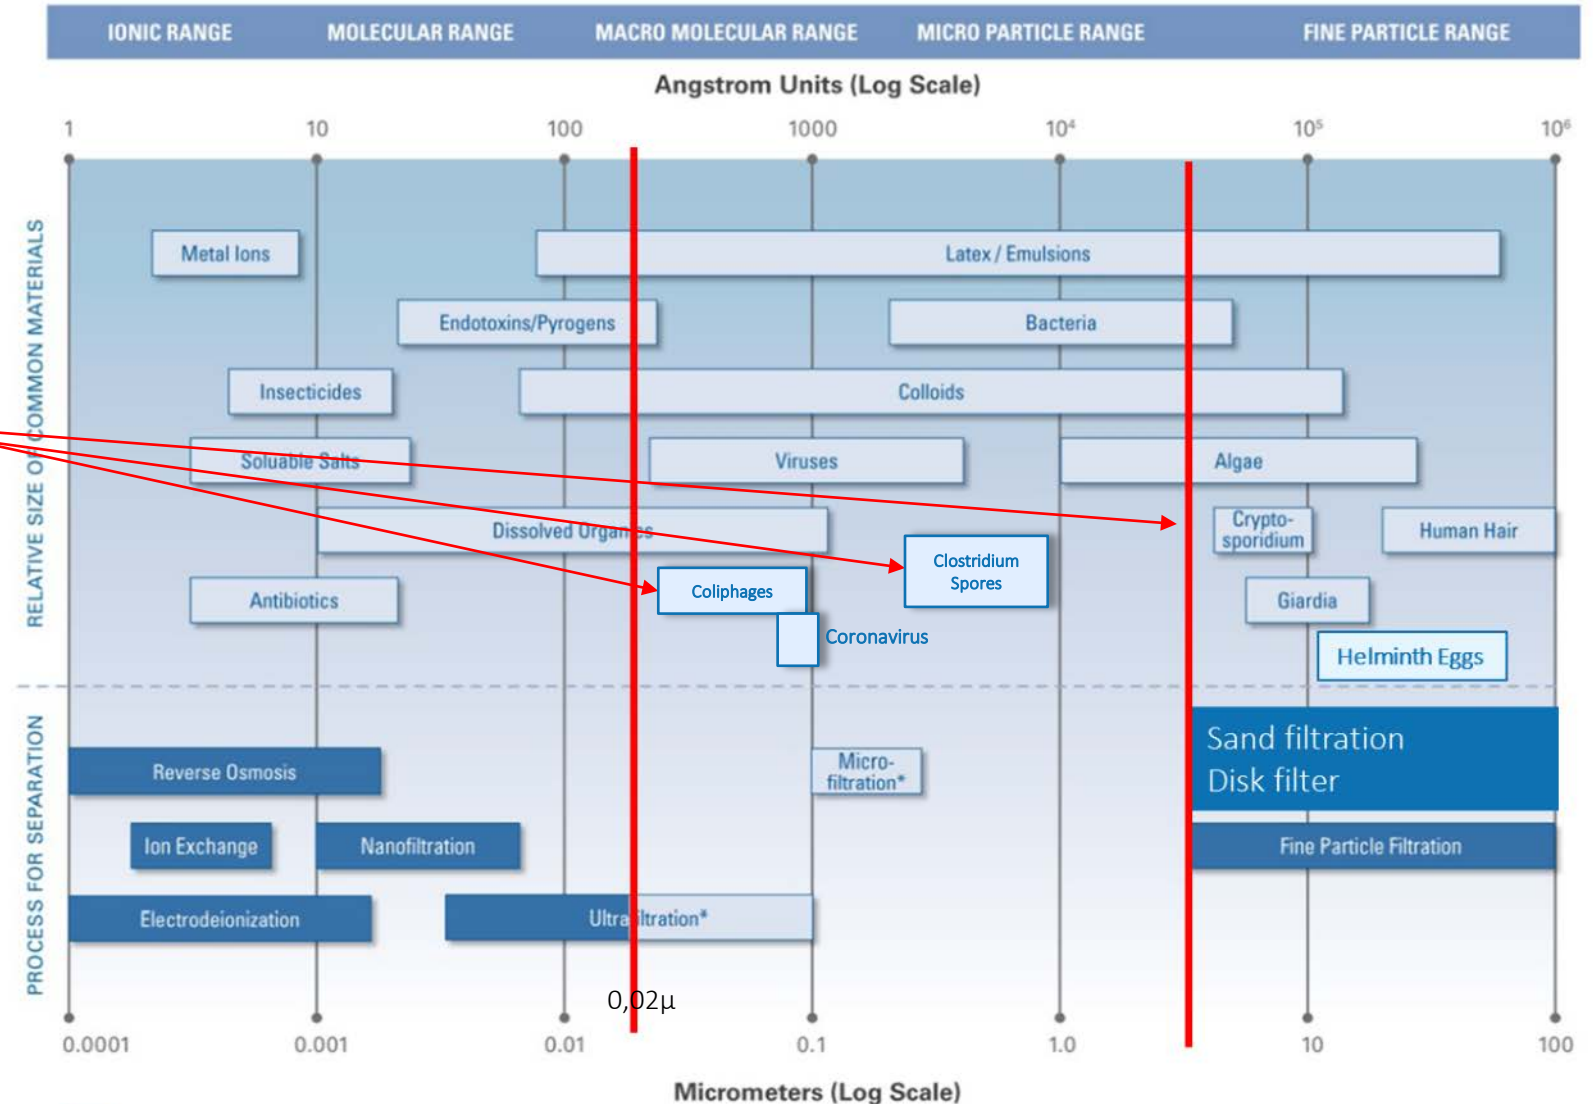 IONIC RANGE
MOLECULAR RANGE
MACRO MOLECULAR RANGE
MICRO PARTICLE RANGE
FINE PARTICLE RANGE
Angstrom Units (Log Scale)
1
10
100
1000
10⁴
10⁵
10⁶
RELATIVE SIZE OF COMMON MATERIALS
Metal Ions
Latex / Emulsions
Endotoxins/Pyrogens
Bacteria
Insecticides
Colloids
Soluable Salts
Viruses
Algae
Dissolved Organics
Crypto-
sporidium
Human Hair
Clostridium
Spores
Antibiotics
Coliphages
Giardia
Coronavirus
Helminth Eggs
PROCESS FOR SEPARATION
Sand filtration
Disk filter
Reverse Osmosis
Micro-
filtration*
Ion Exchange
Nanofiltration
Fine Particle Filtration
Electrodeionization
Ultrafiltration*
0,02µ
0.0001
0.001
0.01
0.1
1.0
10
100
Micrometers (Log Scale)